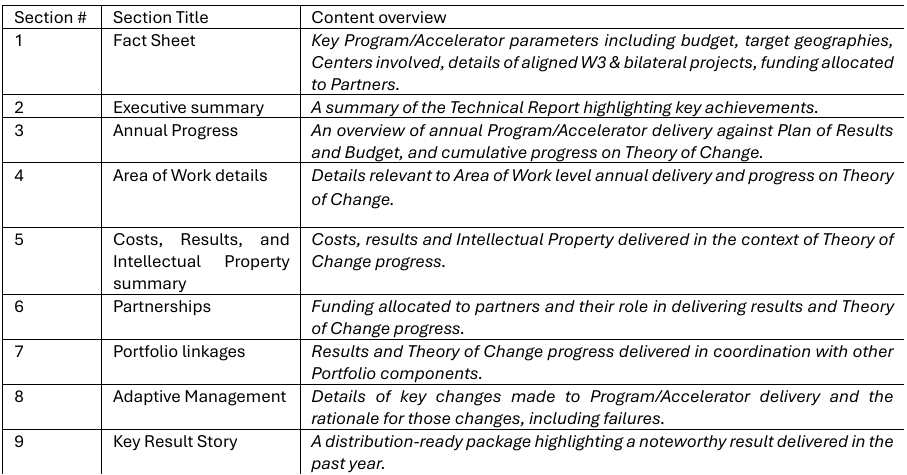 Section # Section Title Content overview
1 Fact Sheet Key Program/Accelerator parameters including budget, target geographies,
Centers involved, details of aligned W3 & bilateral projects, funding allocated
to Partners.
2 Executive summary A summary of the Technical Report highlighting key achievements.
3 Annual Progress An overview of annual Program/Accelerator delivery against Plan of Results
and Budget, and cumulative progress on Theory of Change.
4 Area of Work details Details relevant to Area of Work level annual delivery and progress on Theory
of Change.
5 Costs, Results, and Costs, results and Intellectual Property delivered in the context of Theory of
Intellectual Property Change progress.
summary
6 Partnerships Funding allocated to partners and their role in delivering results and Theory
of Change progress.
7 Portfolio linkages Results and Theory of Change progress delivered in coordination with other
Portfolio components.
8 Adaptive Management Details of key changes made to Program/Accelerator delivery and the
rationale for those changes, including failures.
9 Key Result Story A distribution-ready package highlighting a noteworthy result delivered in the
past year.